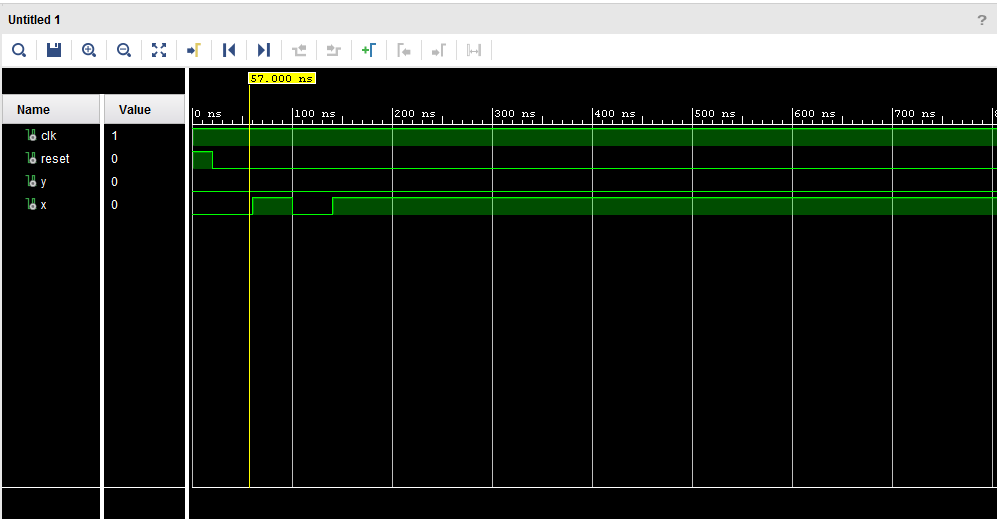 Untitled 1
?
57.000 ns
Name Value
0 ns 100 ns 200 ns 300 ns 400 ns 500 ns 600 ns 700 ns 8
clk 1
reset 0
y 0
x 0